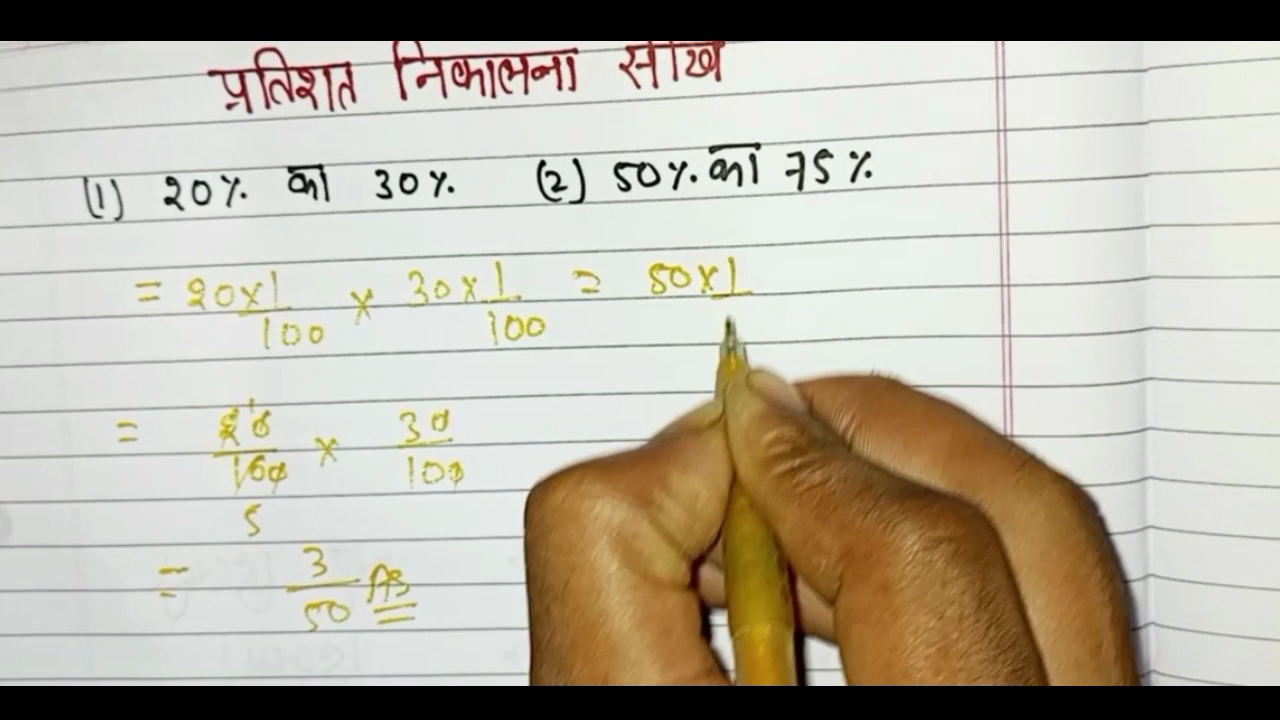 प्रतिशत निकालना सीखें
(1) 20% का 30% (2) 50% का 75%
= 20×1/100 × 30×1/100 = 50×1
= 20/100 × 30/100
1
5
= 3/50 Ans